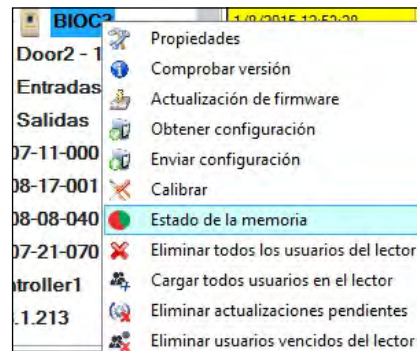 BIOC3
1/8/2015 12:53:28
Propiedades
Door2 - 1
Comprobar versión
Entradas
Actualización de firmware
Salidas
Obtener configuración
07-11-000
Enviar configuración
08-17-001
Calibrar
08-08-040
Estado de la memoria
07-21-070
Eliminar todos los usuarios del lector
Cargar todos usuarios en el lector
troller1
Eliminar actualizaciones pendientes
.1.213
Eliminar usuarios vencidos del lector